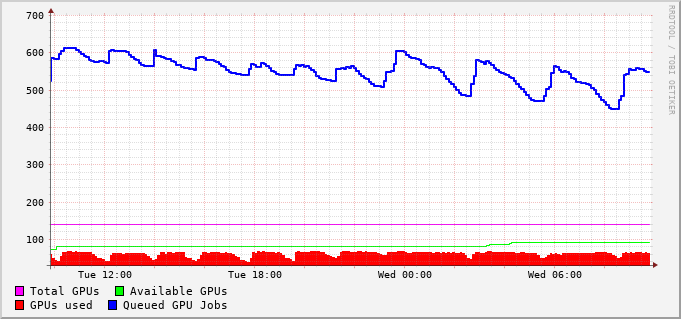 700
600
500
400
300
200
100
Tue 12:00 Tue 18:00 Wed 00:00 Wed 06:00
Total GPUs Available GPUs
GPUs used Queued GPU Jobs
RRDTOOL / TOBI OETIKER